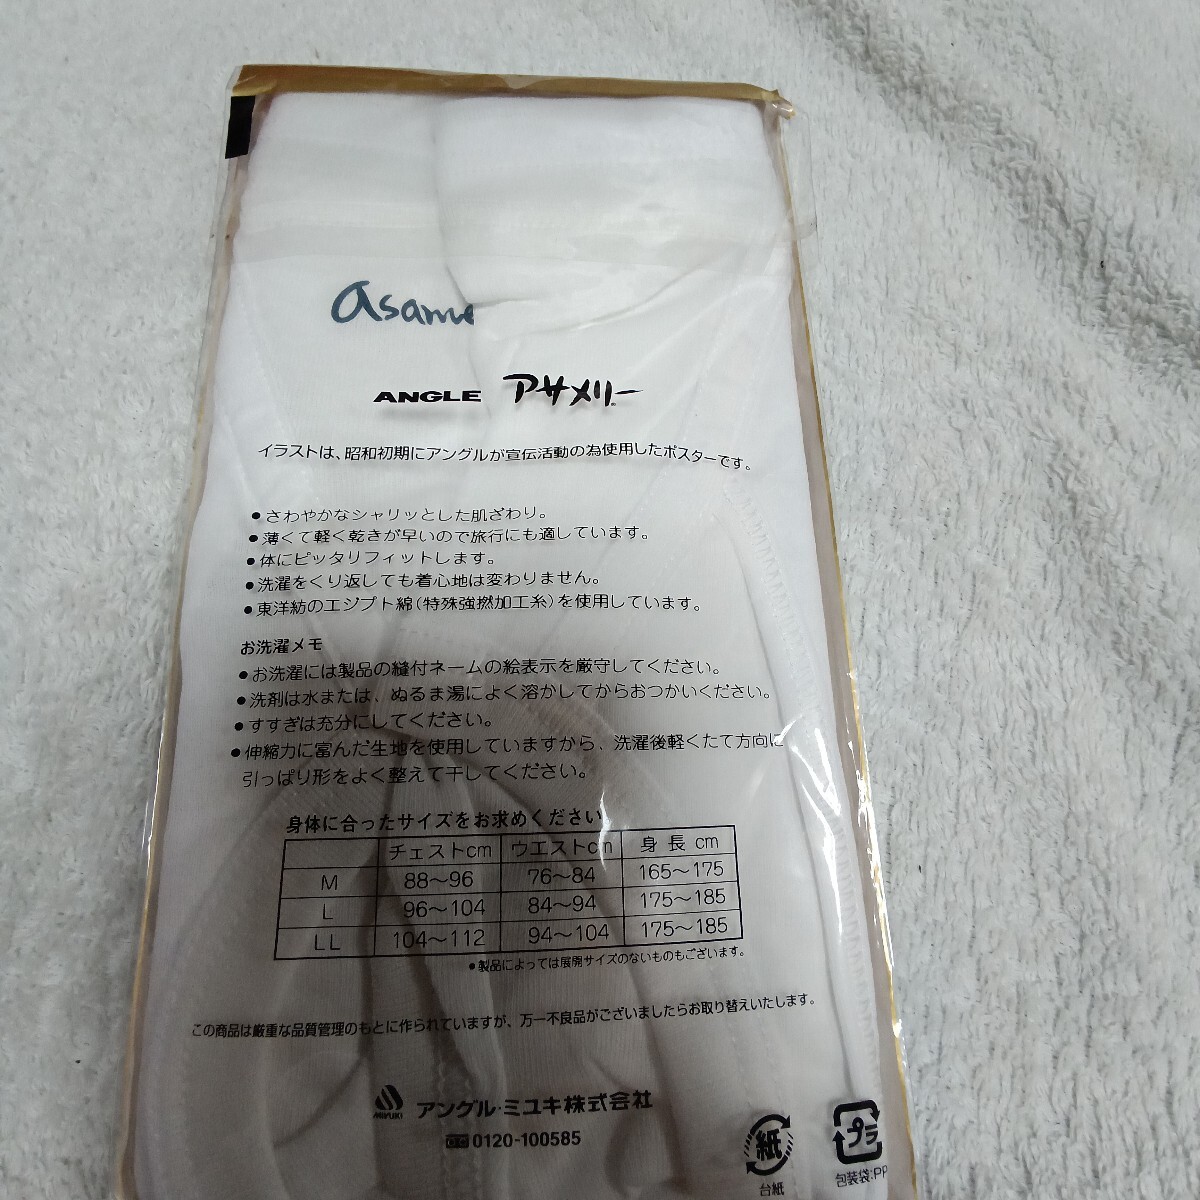 asame
ANGLE アサメリー
イラストは、昭和初期にアングルが宣伝活動の為使用したポスターです。
●さわやかなシャリッとした肌ざわり。
●薄くて軽く乾きが早いので旅行にも適しています。
●体にピッタリフィットします。
●洗濯をくり返しても着心地は変わりません。
●東洋紡のエジプト綿(特殊強撚加工糸)を使用しています。
お洗濯メモ
●お洗濯には製品の縫付ネームの絵表示を厳守してください。
●洗剤は水または、ぬるま湯によく溶かしてからおつかいください。
●すすぎは充分にしてください。
●伸縮力に富んだ生地を使用していますから、洗濯後軽くたて方向に
引っぱり形をよく整えて干してください。
身体に合ったサイズをお求めください
チェストcm ウエストcm 身長 cm
M 88〜96 76〜84 165〜175
L 96〜104 84〜94 175〜185
LL 104〜112 94〜104 175〜185
●製品によっては展開サイズのないものもございます。
この商品は厳重な品質管理のもとに作られていますが、万一不良品がございましたらお取り替えいたします。
MIYUKI アングル・ミユキ株式会社
0120-100585
紙 プラ
台紙 包装袋:PP